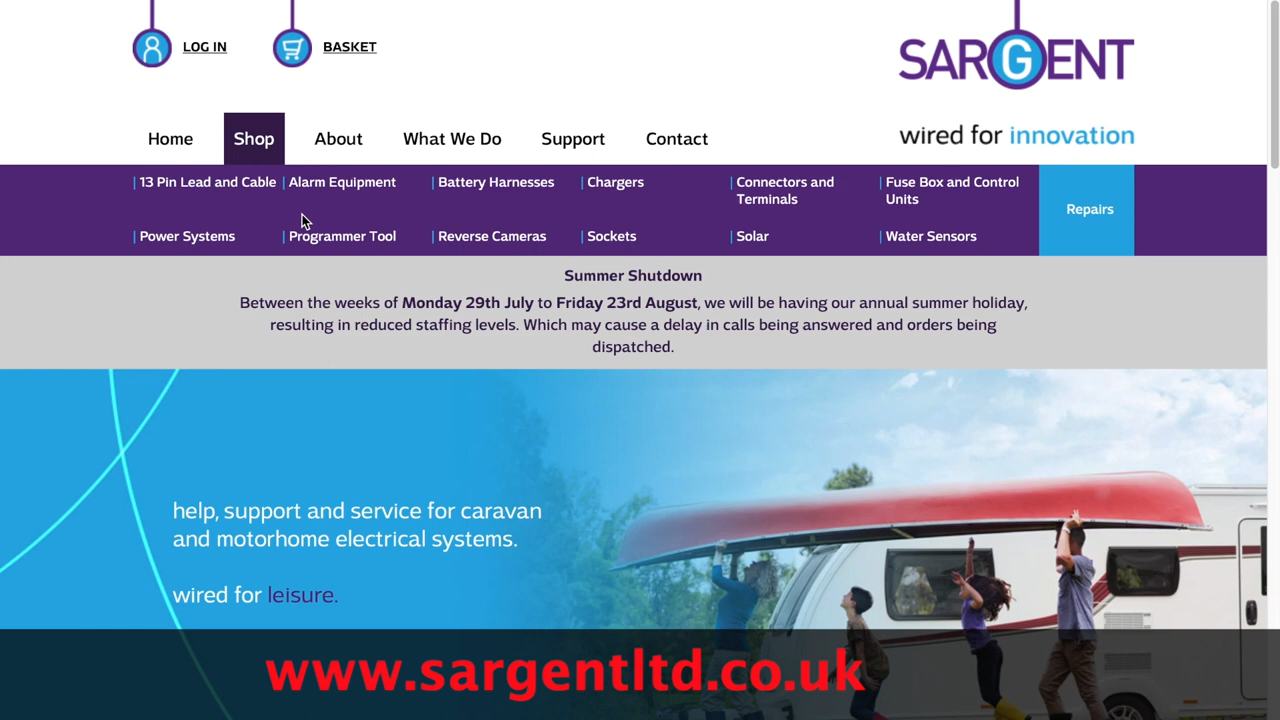 LOG IN
BASKET
SARGENT
wired for innovation
Home
Shop
About
What We Do
Support
Contact
13 Pin Lead and Cable
Alarm Equipment
Battery Harnesses
Chargers
Connectors and
Terminals
Fuse Box and Control
Units
Repairs
Power Systems
Programmer Tool
Reverse Cameras
Sockets
Solar
Water Sensors
Summer Shutdown
Between the weeks of Monday 29th July to Friday 23rd August, we will be having our annual summer holiday,
resulting in reduced staffing levels. Which may cause a delay in calls being answered and orders being
dispatched.
help, support and service for caravan
and motorhome electrical systems.
wired for leisure.
www.sargentltd.co.uk